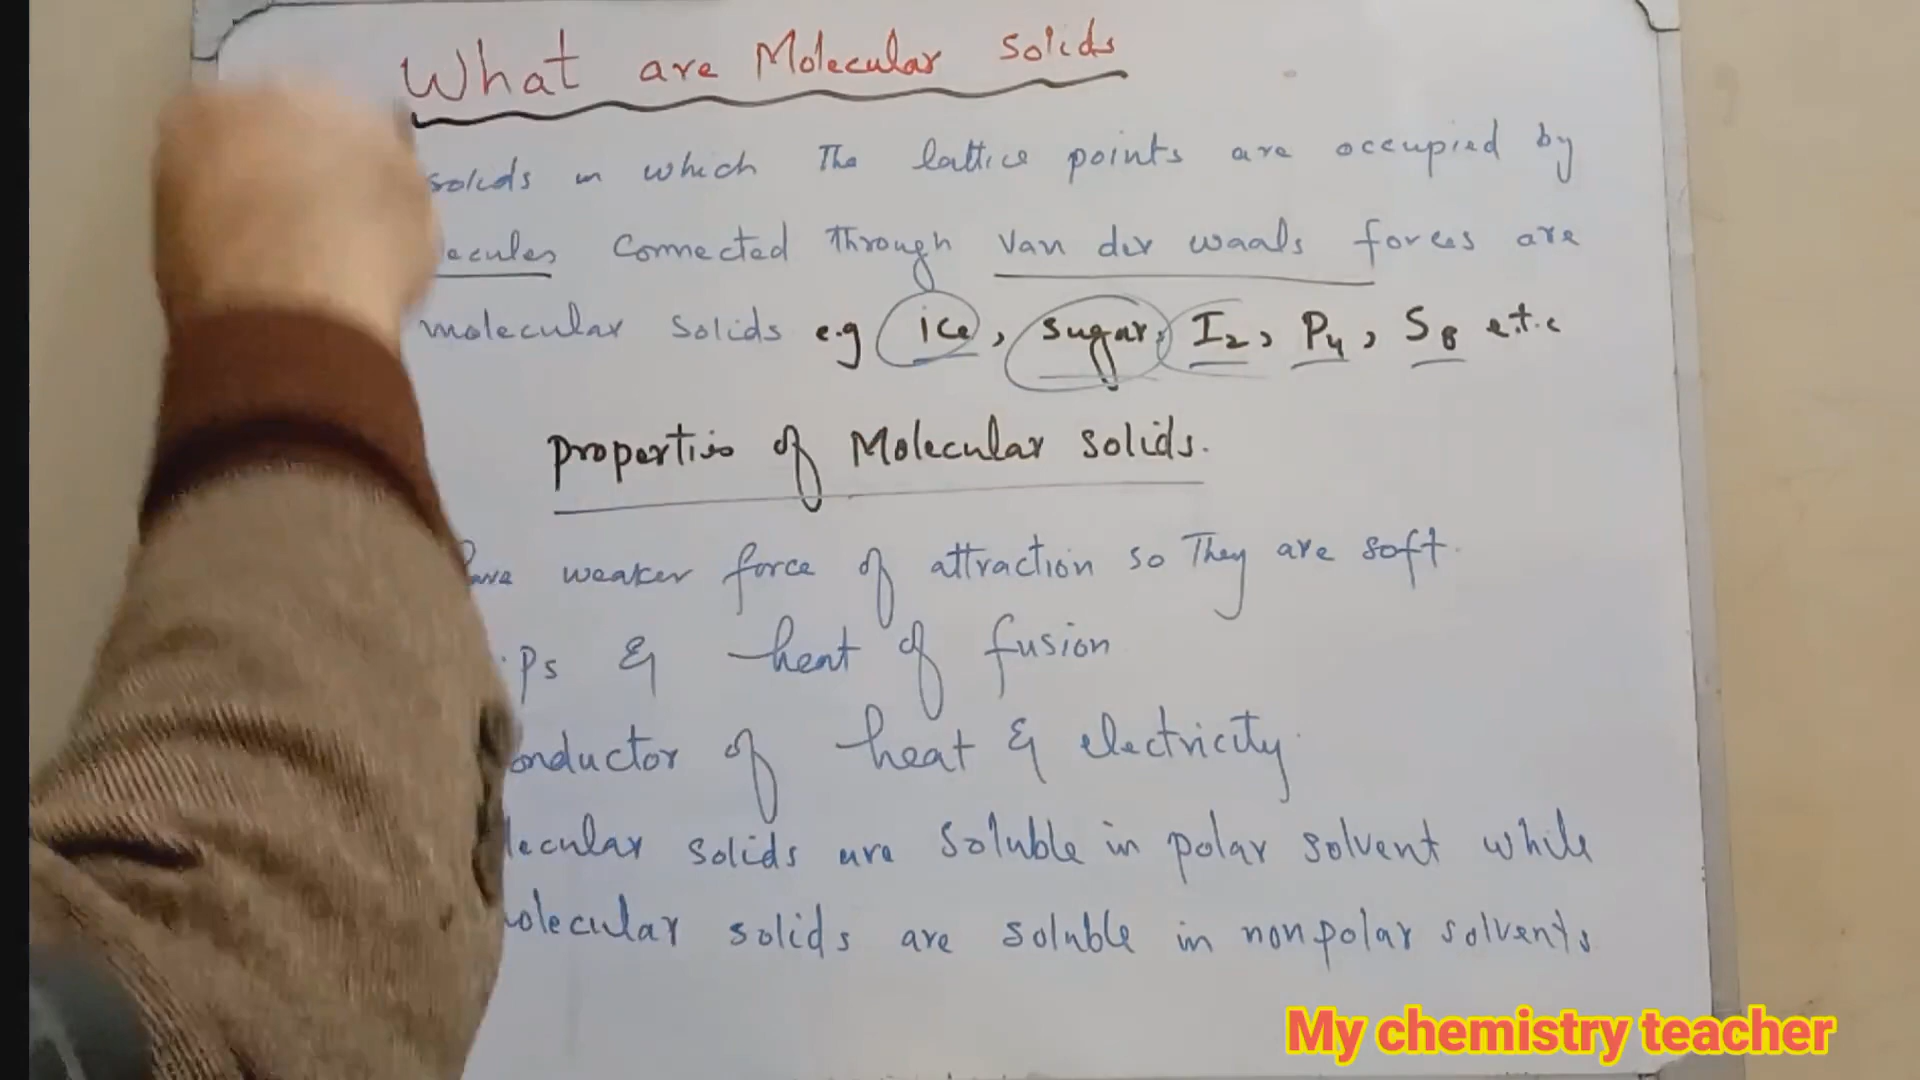 What are Molecular Solids
solids in which The lattice points are occupied by
ecules connected Through Van der waals forces are
molecular solids e.g ice, sugar, I2, P4, S8 e.t.c
properties of Molecular solids.
weaker force of attraction so They are soft.
Ps & heat of fusion
onductor of heat & electricity.
lecular solids are soluble in polar solvent while
olecular solids are soluble in nonpolar solvents
My chemistry teacher